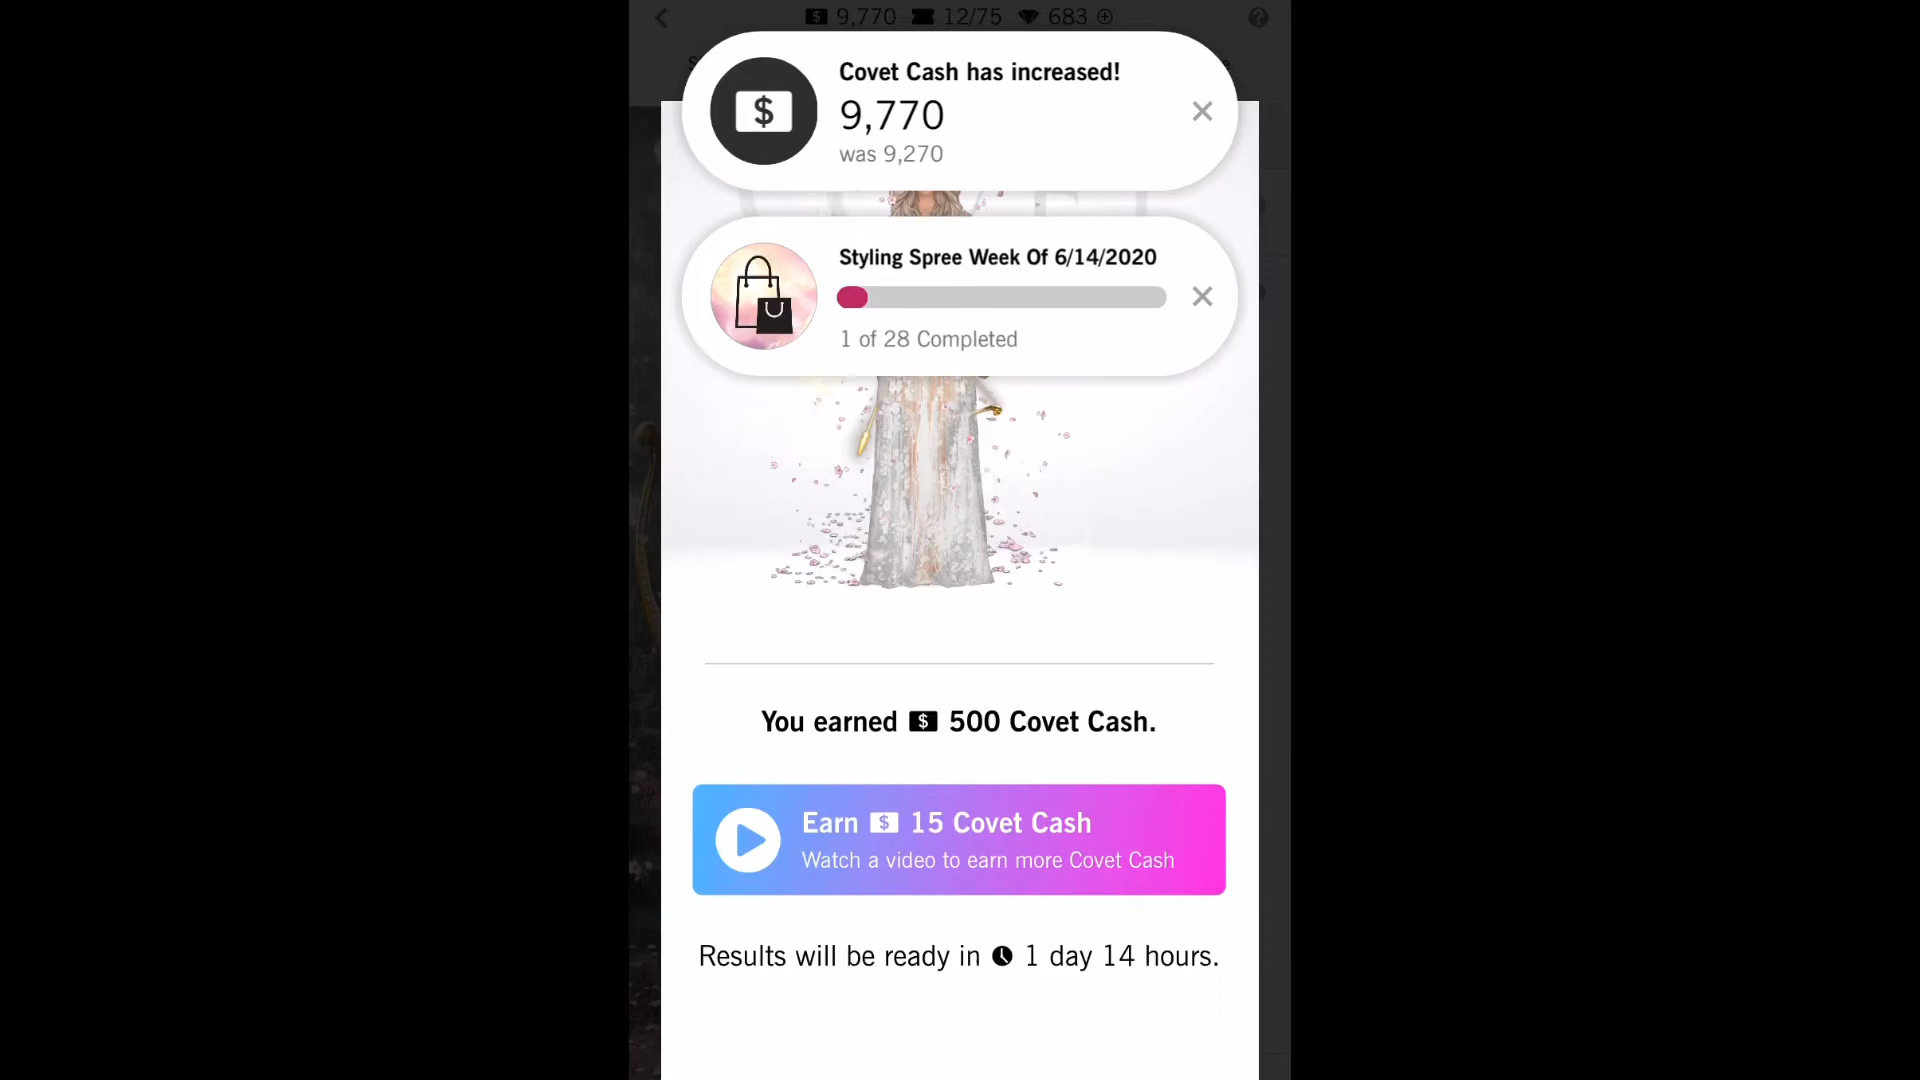 9,770 12/75 683
Covet Cash has increased!
9,770
was 9,270
Styling Spree Week Of 6/14/2020
1 of 28 Completed
You earned $ 500 Covet Cash.
Earn $ 15 Covet Cash
Watch a video to earn more Covet Cash
Results will be ready in 1 day 14 hours.